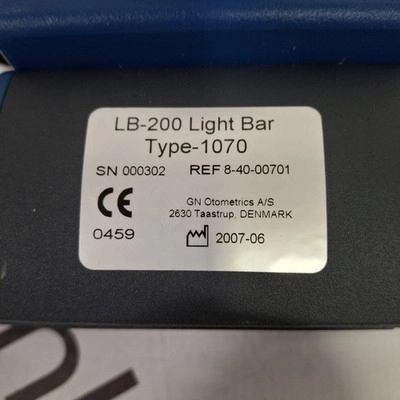 LB-200 Light Bar
Type-1070
SN 000302 REF 8-40-00701
GN Otometrics A/S
2630 Taastrup, DENMARK
CE
0459
2007-06